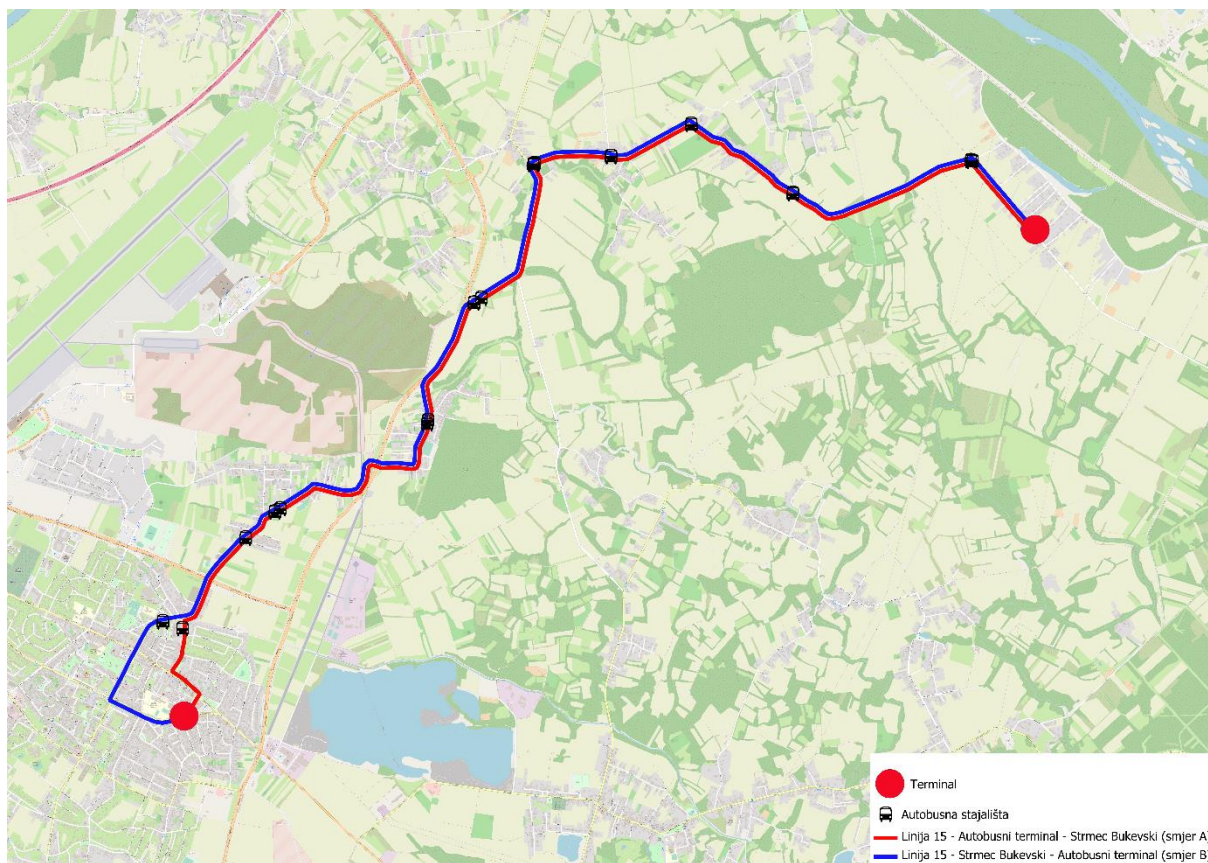 Terminal
Autobusna stajališta
Linija 15 - Autobusni terminal - Strmec Bukevski (smjer A)
Linija 15 - Strmec Bukevski - Autobusni terminal (smjer B)